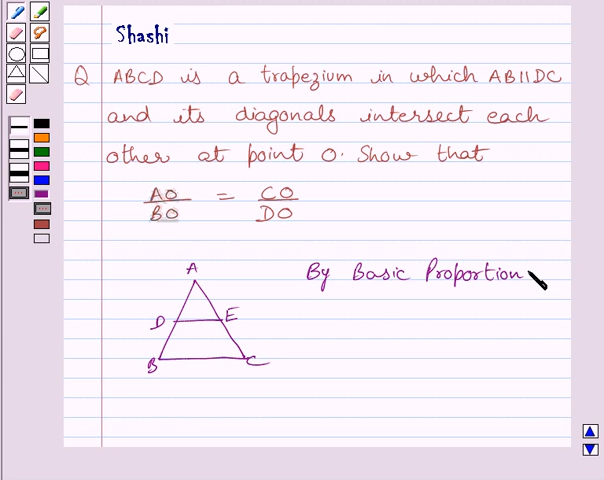 Shashi
Q ABCD is a trapezium in which AB||DC
and its diagonals intersect each
other at point O. Show that
AO/BO = CO/DO
A
By Basic Proportion
D E
B C